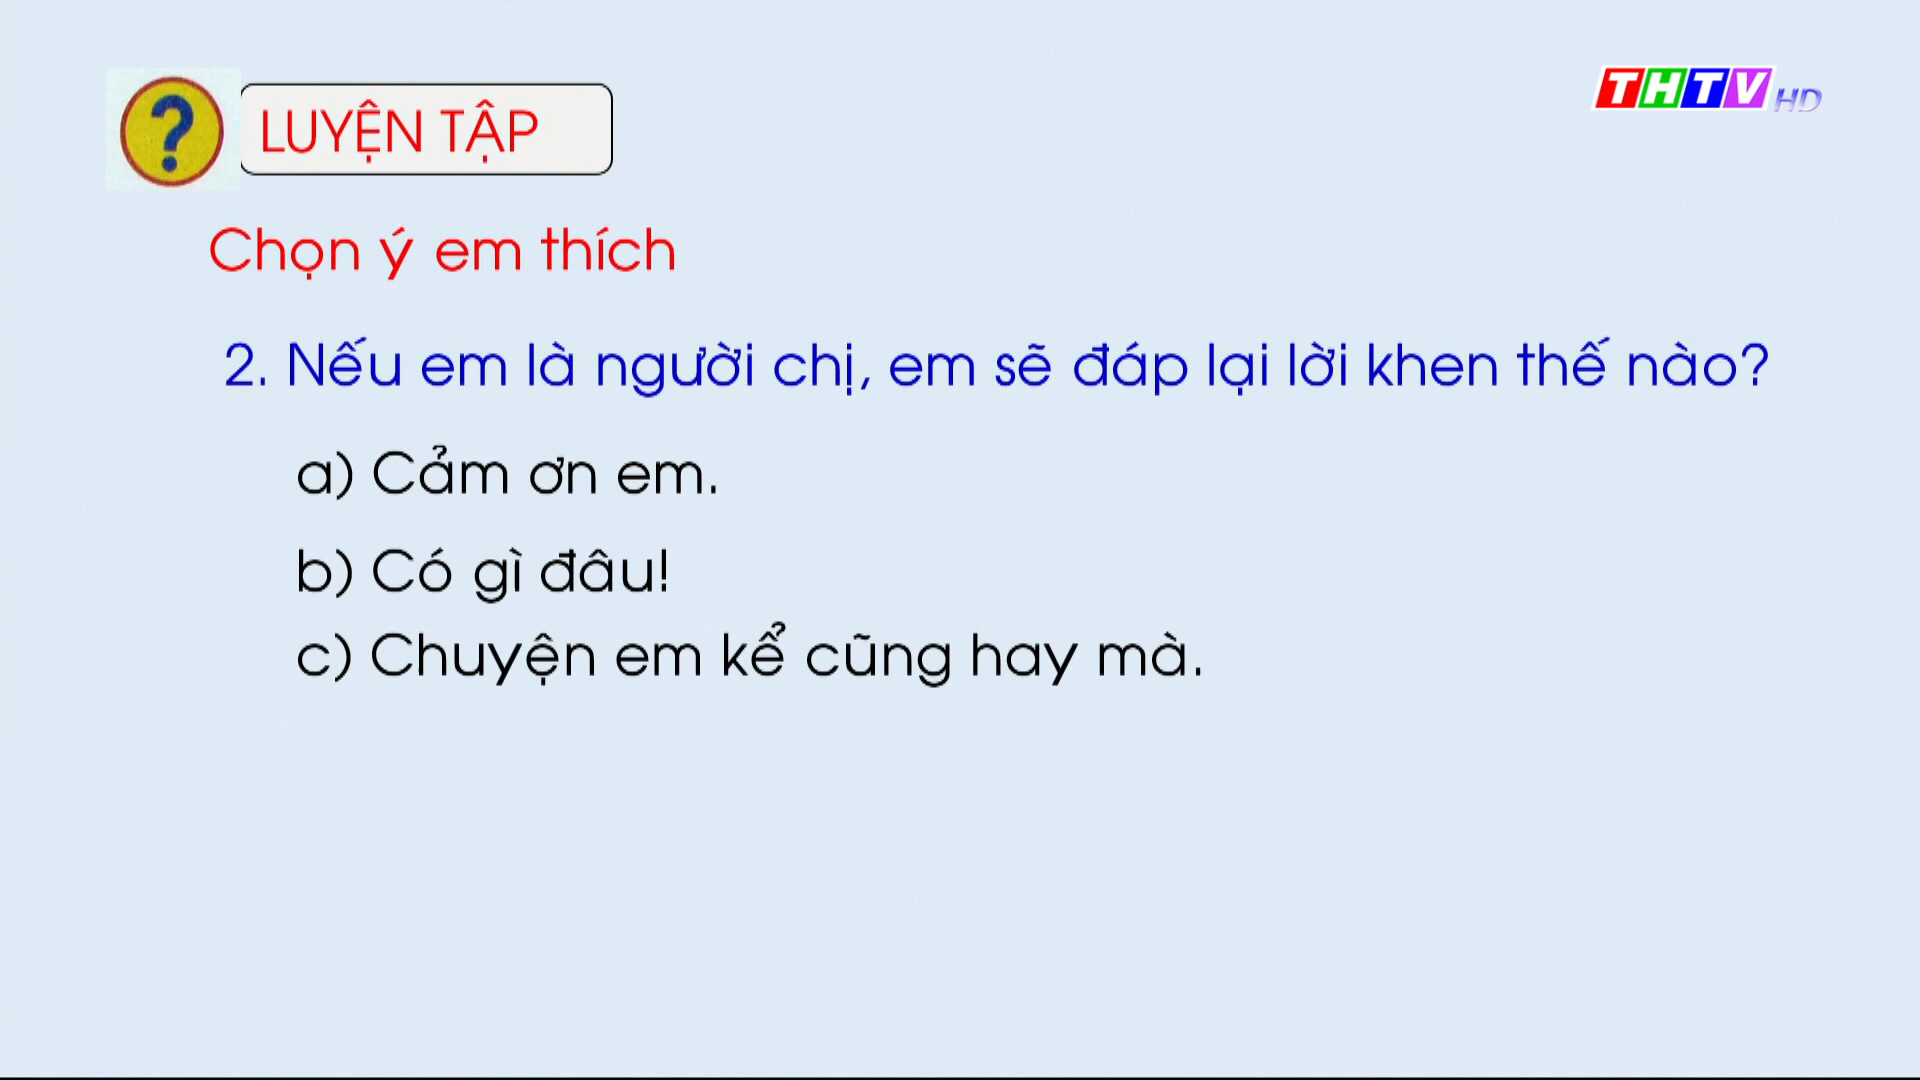 THTV HD
?
LUYỆN TẬP
Chọn ý em thích
2. Nếu em là người chị, em sẽ đáp lại lời khen thế nào?
a) Cảm ơn em.
b) Có gì đâu!
c) Chuyện em kể cũng hay mà.